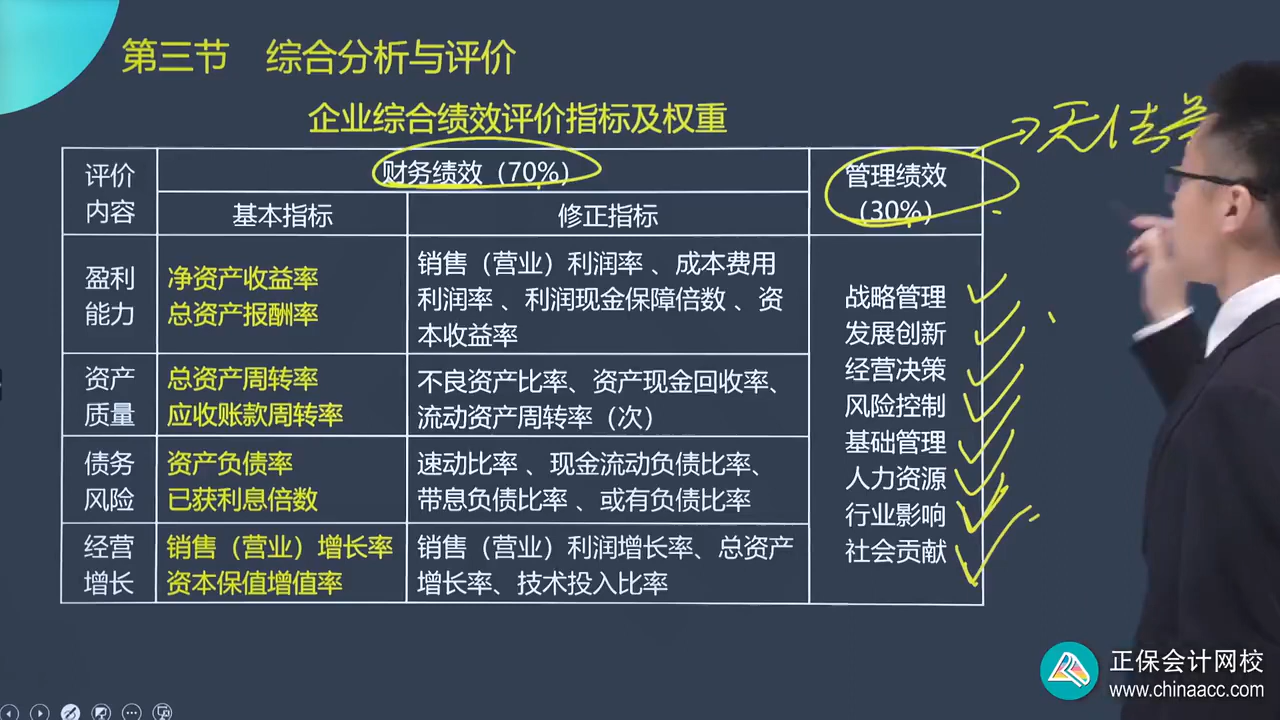 第三节 综合分析与评价
企业综合绩效评价指标及权重
评价
内容
财务绩效（70%）
管理绩效
（30%）
基本指标
修正指标
盈利
能力
净资产收益率
总资产报酬率
销售（营业）利润率 、成本费用
利润率 、利润现金保障倍数 、资
本收益率
资产
质量
总资产周转率
应收账款周转率
不良资产比率、资产现金回收率、
流动资产周转率（次）
债务
风险
资产负债率
已获利息倍数
速动比率 、现金流动负债比率、
带息负债比率 、或有负债比率
经营
增长
销售（营业）增长率
资本保值增值率
销售（营业）利润增长率、总资产
增长率、技术投入比率
战略管理
发展创新
经营决策
风险控制
基础管理
人力资源
行业影响
社会贡献
正保会计网校
www.chinaacc.com